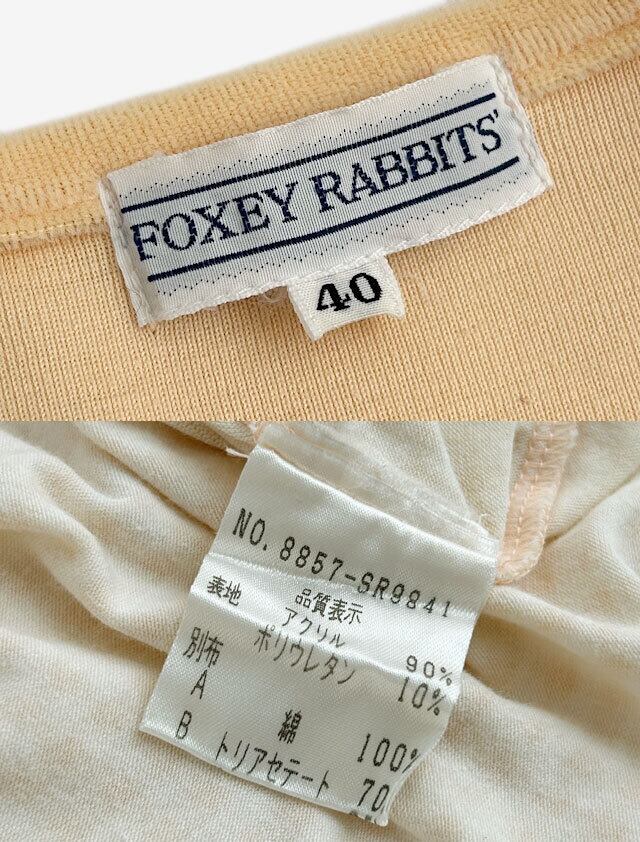 FOXEY RABBITS'
40
NO. 8857-SR9841
品質表示
表地 アクリル 90%
ポリウレタン 10%
別布
A 綿 100%
B トリアセテート 70